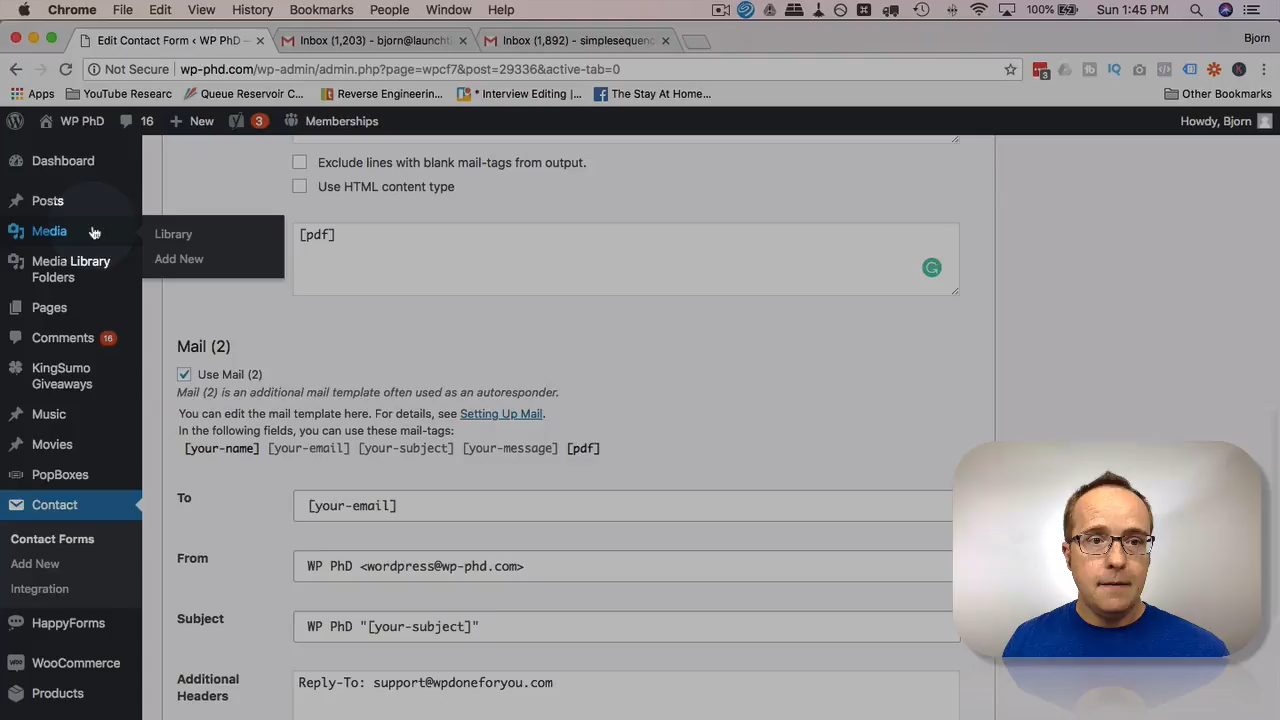 Chrome File Edit View History Bookmarks People Window Help 100% Sun 1:45 PM
Edit Contact Form ‹ WP PhD — Inbox (1,203) - bjorn@launchti Inbox (1,892) - simplesequenc Bjorn
Not Secure wp-phd.com/wp-admin/admin.php?page=wpcf7&post=29336&active-tab=0 3
Apps YouTube Researc Queue Reservoir C... Reverse Engineerin... * Interview Editing |... The Stay At Home... Other Bookmarks
WP PhD 16 New 3 Memberships Howdy, Bjorn
Dashboard
Posts
Media
Library
Add New
Media Library
Folders
Pages
Comments 16
KingSumo
Giveaways
Music
Movies
PopBoxes
Contact
Contact Forms
Add New
Integration
HappyForms
WooCommerce
Products
Exclude lines with blank mail-tags from output.
Use HTML content type
[pdf]
Mail (2)
Use Mail (2)
Mail (2) is an additional mail template often used as an autoresponder.
You can edit the mail template here. For details, see Setting Up Mail.
In the following fields, you can use these mail-tags:
[your-name] [your-email] [your-subject] [your-message] [pdf]
To [your-email]
From WP PhD <wordpress@wp-phd.com>
Subject WP PhD "[your-subject]"
Additional
Headers
Reply-To: support@wpdoneforyou.com